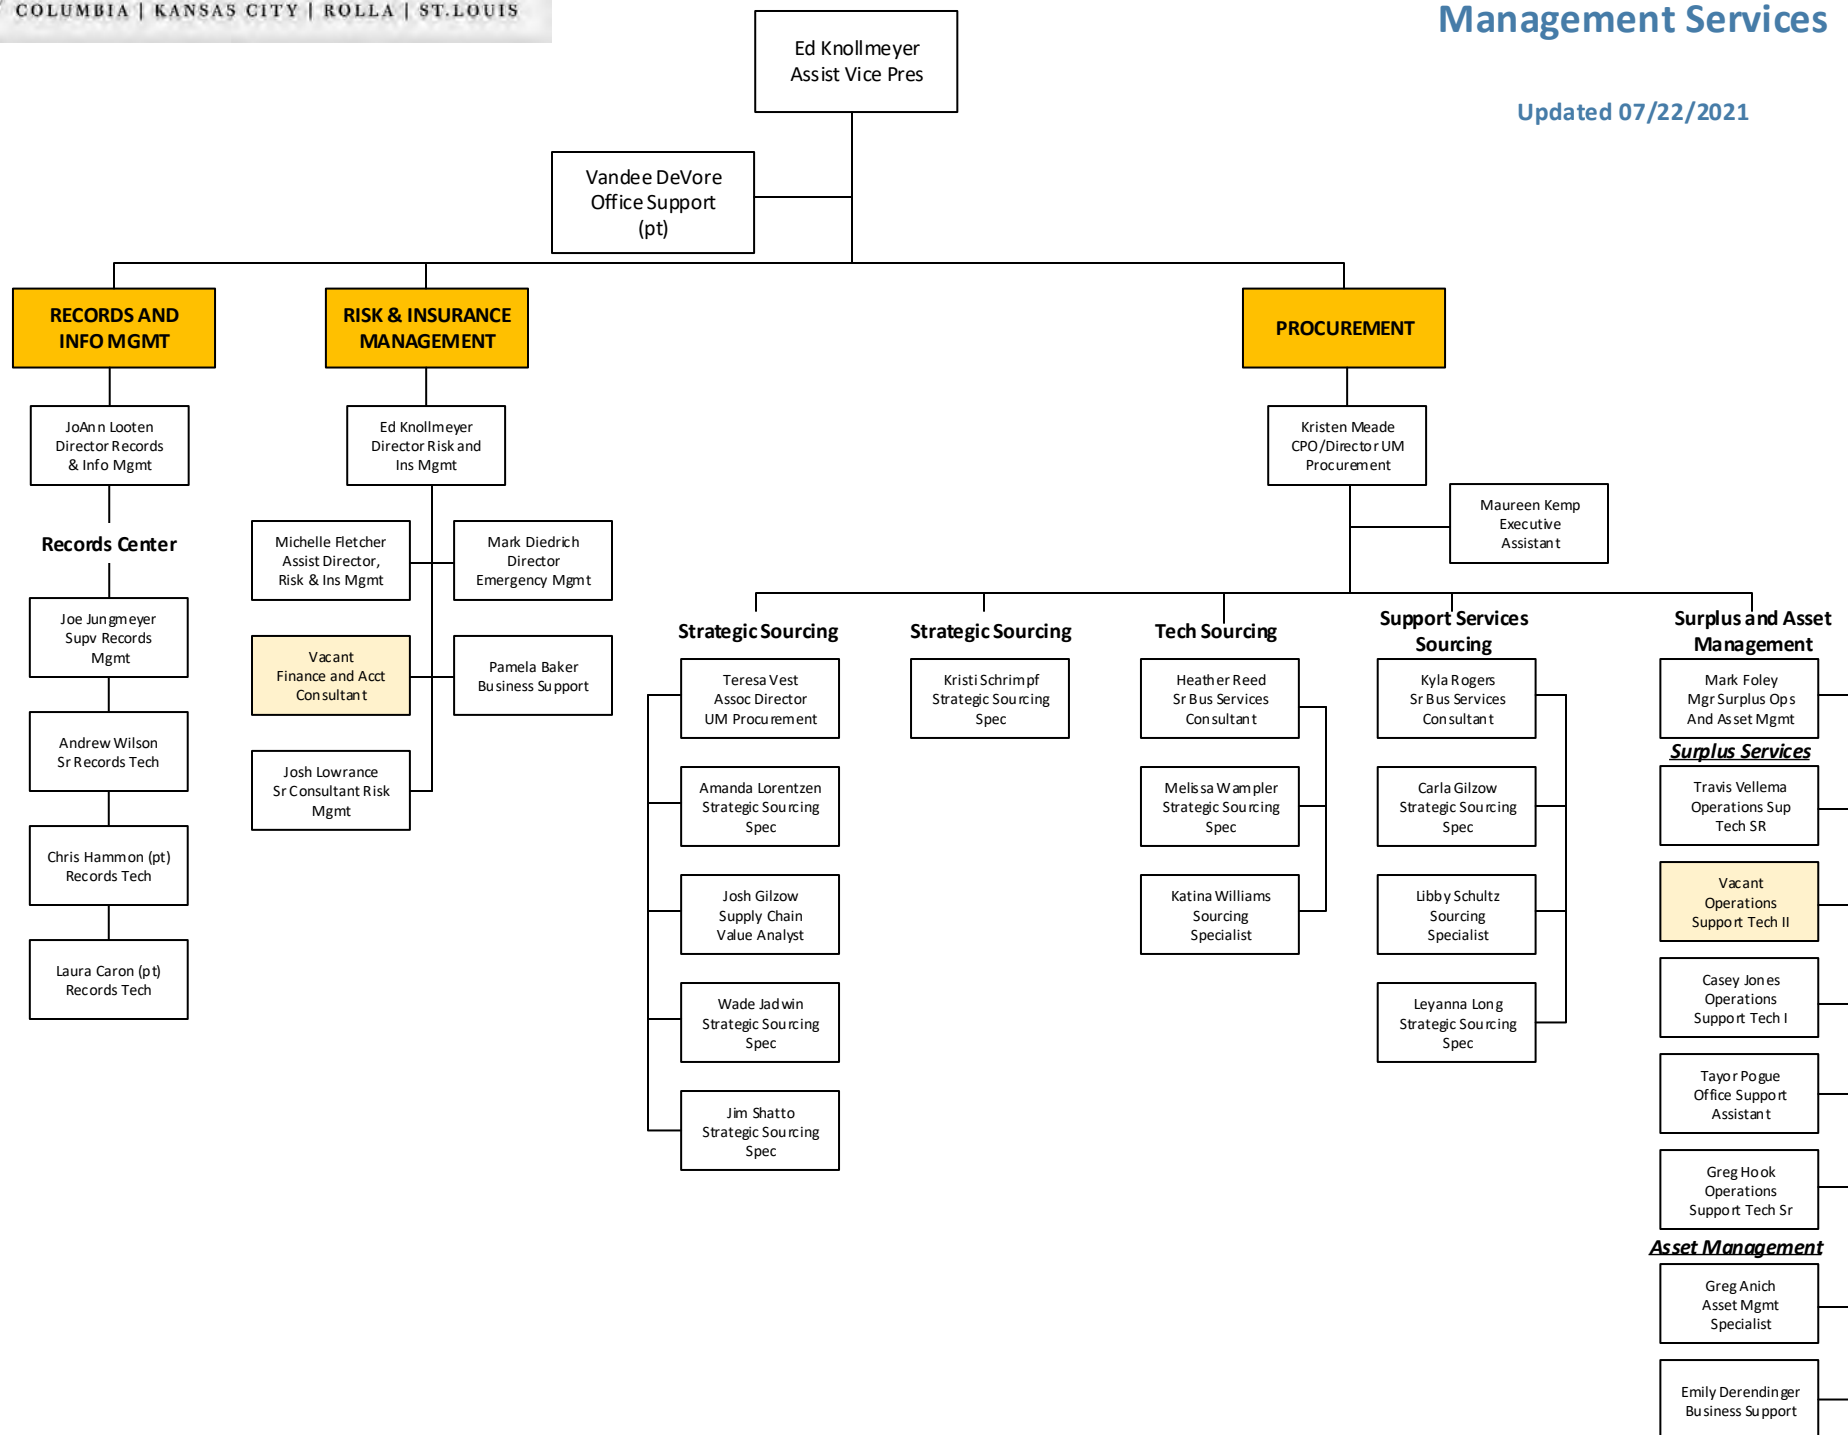 COLUMBIA | KANSAS CITY | ROLLA | ST.LOUIS
Management Services
Updated 07/22/2021
Ed Knollmeyer
Assist Vice Pres
Vandee DeVore
Office Support
(pt)
RECORDS AND
INFO MGMT
RISK & INSURANCE
MANAGEMENT
PROCUREMENT
JoAnn Looten
Director Records
& Info Mgmt
Ed Knollmeyer
Director Risk and
Ins Mgmt
Kristen Meade
CPO/Director UM
Procurement
Maureen Kemp
Executive
Assistant
Records Center
Joe Jungmeyer
Supv Records
Mgmt
Andrew Wilson
Sr Records Tech
Chris Hammon (pt)
Records Tech
Laura Caron (pt)
Records Tech
Michelle Fletcher
Assist Director,
Risk & Ins Mgmt
Mark Diedrich
Director
Emergency Mgmt
Vacant
Finance and Acct
Consultant
Pamela Baker
Business Support
Josh Lowrance
Sr Consultant Risk
Mgmt
Strategic Sourcing
Teresa Vest
Assoc Director
UM Procurement
Amanda Lorentzen
Strategic Sourcing
Spec
Josh Gilzow
Supply Chain
Value Analyst
Wade Jadwin
Strategic Sourcing
Spec
Jim Shatto
Strategic Sourcing
Spec
Strategic Sourcing
Kristi Schrimpf
Strategic Sourcing
Spec
Tech Sourcing
Heather Reed
Sr Bus Services
Consultant
Melissa Wampler
Strategic Sourcing
Spec
Katina Williams
Sourcing
Specialist
Support Services
Sourcing
Kyla Rogers
Sr Bus Services
Consultant
Carla Gilzow
Strategic Sourcing
Spec
Libby Schultz
Sourcing
Specialist
Leyanna Long
Strategic Sourcing
Spec
Surplus and Asset
Management
Mark Foley
Mgr Surplus Ops
And Asset Mgmt
Surplus Services
Travis Vellema
Operations Sup
Tech SR
Vacant
Operations
Support Tech II
Casey Jones
Operations
Support Tech I
Tayor Pogue
Office Support
Assistant
Greg Hook
Operations
Support Tech Sr
Asset Management
Greg Anich
Asset Mgmt
Specialist
Emily Derendinger
Business Support